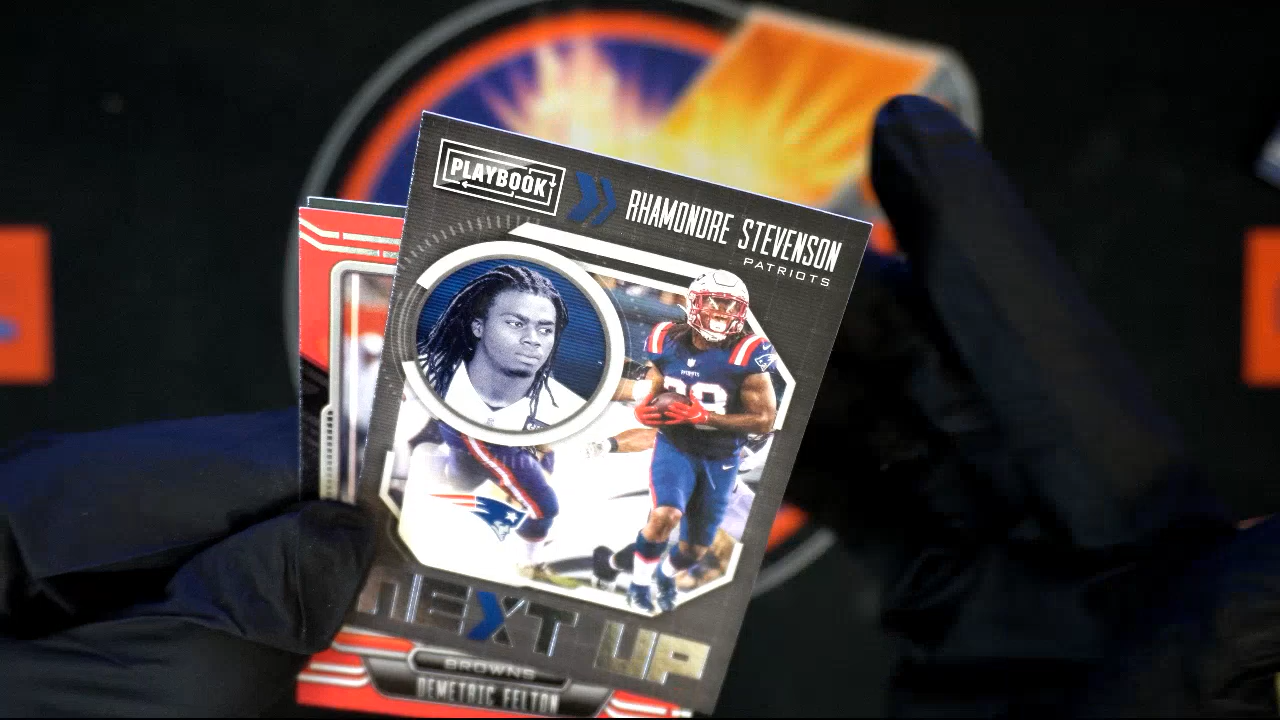 PLAYBOOK
RHAMONDRE STEVENSON
PATRIOTS
NEXT UP
BROWNS
DEMETRIC FELTON